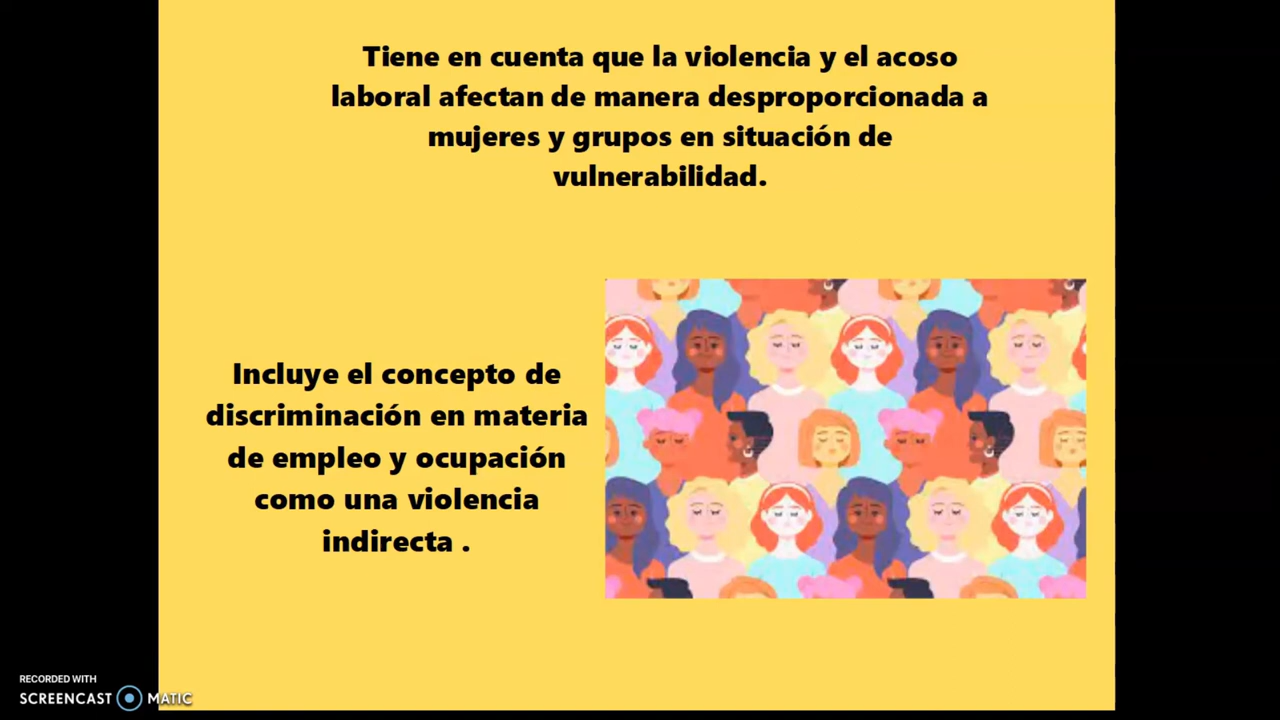 Tiene en cuenta que la violencia y el acoso
laboral afectan de manera desproporcionada a
mujeres y grupos en situación de
vulnerabilidad.
Incluye el concepto de
discriminación en materia
de empleo y ocupación
como una violencia
indirecta .
RECORDED WITH
SCREENCAST MATIC